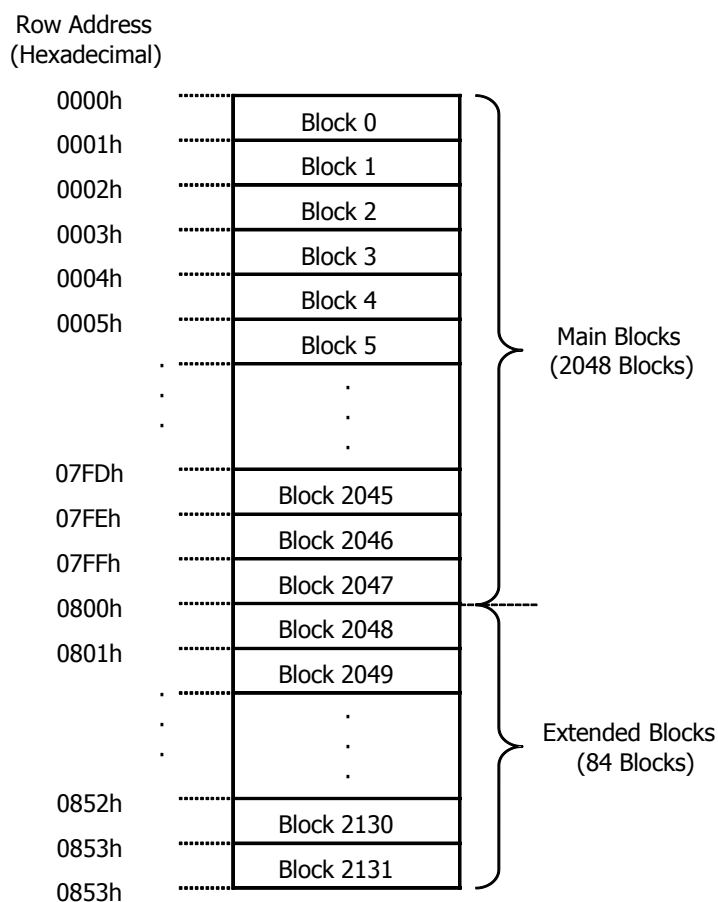 Row Address
(Hexadecimal)
0000h
Block 0
0001h
Block 1
0002h
Block 2
0003h
Block 3
0004h
Block 4
0005h
Block 5
Main Blocks
(2048 Blocks)
07FDh
Block 2045
07FEh
Block 2046
07FFh
Block 2047
0800h
Block 2048
0801h
Block 2049
Extended Blocks
(84 Blocks)
0852h
Block 2130
0853h
Block 2131
0853h